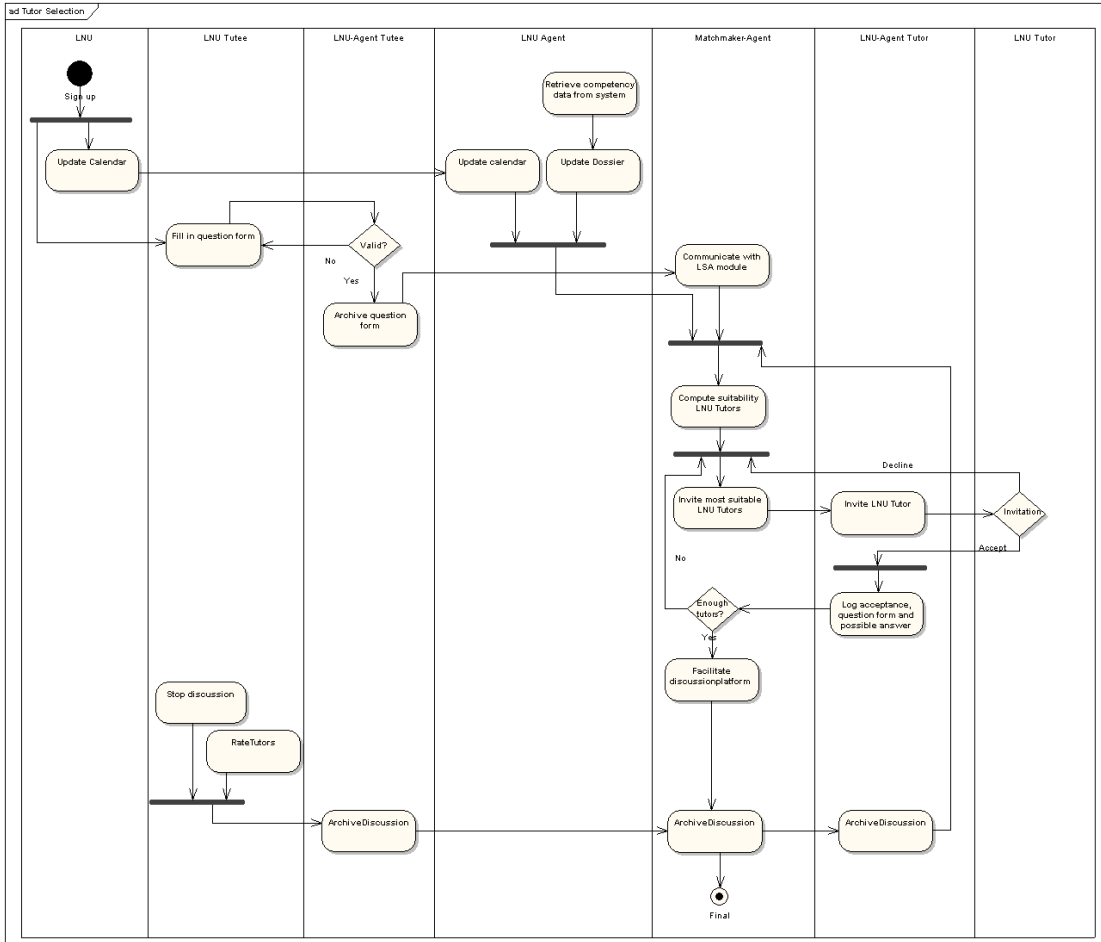 ad Tutor Selection
LNU
LNU Tutee
LNU-Agent Tutee
LNU Agent
Matchmaker-Agent
LNU-Agent Tutor
LNU Tutor
Sign up
Retrieve competency
data from system
Update Calendar
Update calendar
Update Dossier
Fill in question form
Valid?
No
Yes
Communicate with
LSA module
Archive question
form
Compute suitability
LNU Tutors
Decline
Invite most suitable
LNU Tutors
Invite LNU Tutor
Invitation
Accept
No
Enough
tutors?
Yes
Log acceptance,
question form and
possible answer
Facilitate
discussionplatform
Stop discussion
RateTutors
ArchiveDiscussion
ArchiveDiscussion
ArchiveDiscussion
Final